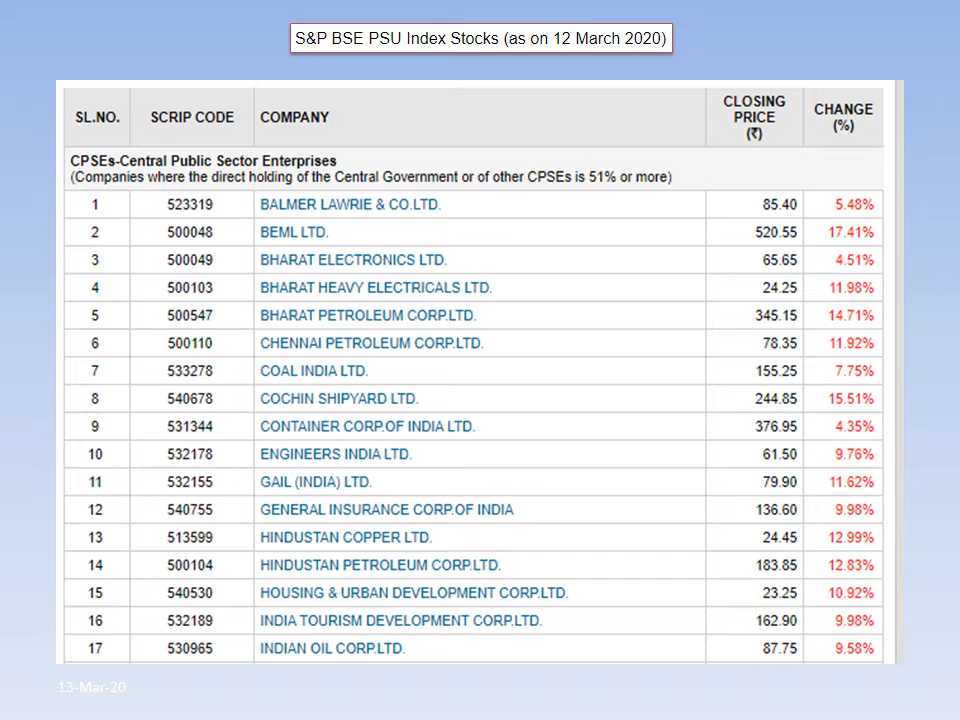 S&P BSE PSU Index Stocks (as on 12 March 2020)
SL.NO. SCRIP CODE COMPANY CLOSING PRICE (₹) CHANGE (%)
CPSEs-Central Public Sector Enterprises
(Companies where the direct holding of the Central Government or of other CPSEs is 51% or more)
1 523319 BALMER LAWRIE & CO.LTD. 85.40 5.48%
2 500048 BEML LTD. 520.55 17.41%
3 500049 BHARAT ELECTRONICS LTD. 65.65 4.51%
4 500103 BHARAT HEAVY ELECTRICALS LTD. 24.25 11.98%
5 500547 BHARAT PETROLEUM CORP.LTD. 345.15 14.71%
6 500110 CHENNAI PETROLEUM CORP.LTD. 78.35 11.92%
7 533278 COAL INDIA LTD. 155.25 7.75%
8 540678 COCHIN SHIPYARD LTD. 244.85 15.51%
9 531344 CONTAINER CORP.OF INDIA LTD. 376.95 4.35%
10 532178 ENGINEERS INDIA LTD. 61.50 9.76%
11 532155 GAIL (INDIA) LTD. 79.90 11.62%
12 540755 GENERAL INSURANCE CORP.OF INDIA 136.60 9.98%
13 513599 HINDUSTAN COPPER LTD. 24.45 12.99%
14 500104 HINDUSTAN PETROLEUM CORP.LTD. 183.85 12.83%
15 540530 HOUSING & URBAN DEVELOPMENT CORP.LTD. 23.25 10.92%
16 532189 INDIA TOURISM DEVELOPMENT CORP.LTD. 162.90 9.98%
17 530965 INDIAN OIL CORP.LTD. 87.75 9.58%
13-Mar-20